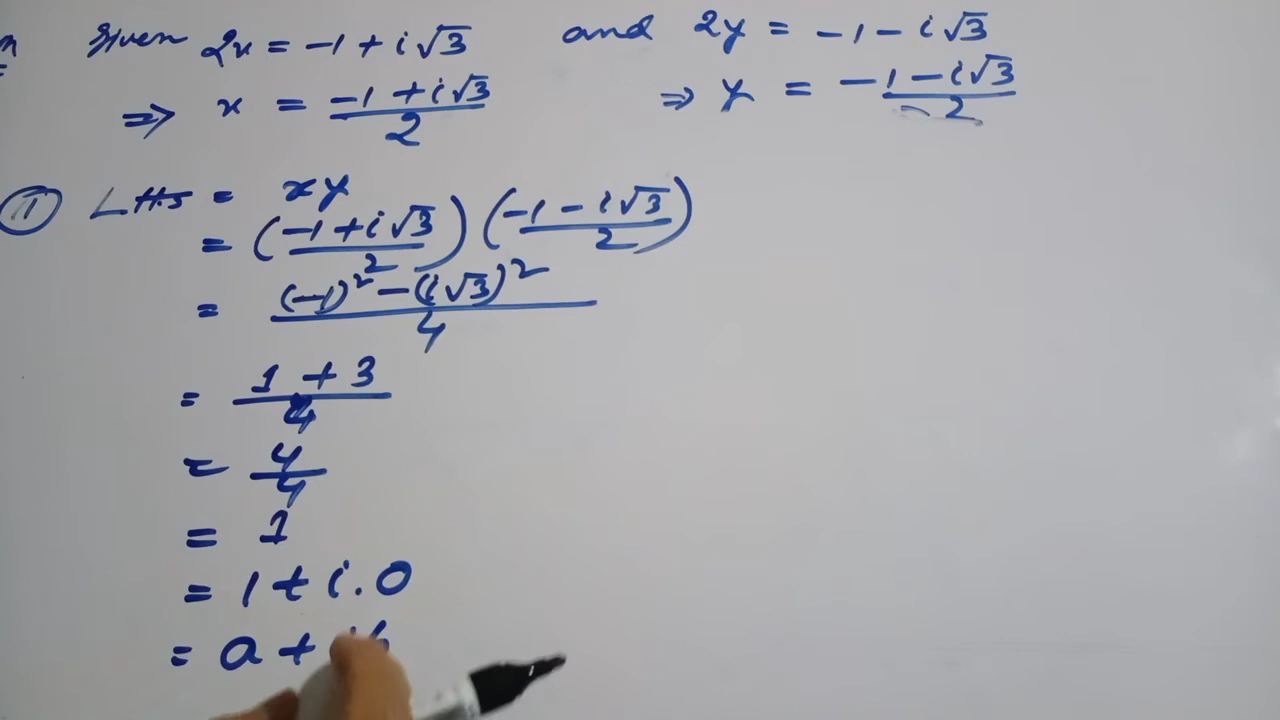 Given 2x = -1 + i√3 and 2y = -1 - i√3
⇒ x = (-1 + i√3)/2 ⇒ y = (-1 - i√3)/2
II LHS = xy
= ((-1 + i√3)/2) ((-1 - i√3)/2)
= ((-1)² - (i√3)²)/4
= (1 + 3)/4
= 4/4
= 1
= 1 + i.0
= a +